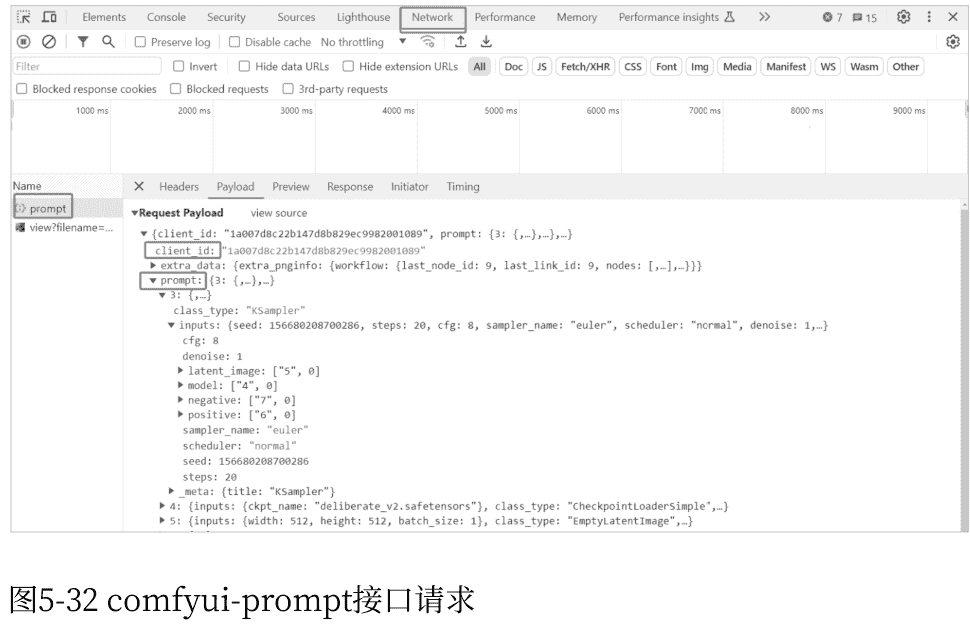 Elements Console Security Sources Lighthouse Network Performance Memory Performance insights 7 15
Preserve log Disable cache No throttling
Filter Invert Hide data URLs Hide extension URLs All Doc JS Fetch/XHR CSS Font Img Media Manifest WS Wasm Other
Blocked response cookies Blocked requests 3rd-party requests
1000 ms 2000 ms 3000 ms 4000 ms 5000 ms 6000 ms 7000 ms 8000 ms 9000 ms
Name Headers Payload Preview Response Initiator Timing
prompt
view?filename=...
Request Payload view source
{client_id: "1a007d8c22b147d8b829ec9982001089", prompt: {3: {,…},…},…}
client_id: "1a007d8c22b147d8b829ec9982001089"
extra_data: {extra_pnginfo: {workflow: {last_node_id: 9, last_link_id: 9, nodes: [,…],…}}}
prompt: {3: {,…},…}
3: {,…}
class_type: "KSampler"
inputs: {seed: 156680208700286, steps: 20, cfg: 8, sampler_name: "euler", scheduler: "normal", denoise: 1,…}
cfg: 8
denoise: 1
latent_image: ["5", 0]
model: ["4", 0]
negative: ["7", 0]
positive: ["6", 0]
sampler_name: "euler"
scheduler: "normal"
seed: 156680208700286
steps: 20
_meta: {title: "KSampler"}
4: {inputs: {ckpt_name: "deliberate_v2.safetensors"}, class_type: "CheckpointLoaderSimple",…}
5: {inputs: {width: 512, height: 512, batch_size: 1}, class_type: "EmptyLatentImage",…}
图5-32 comfyui-prompt接口请求